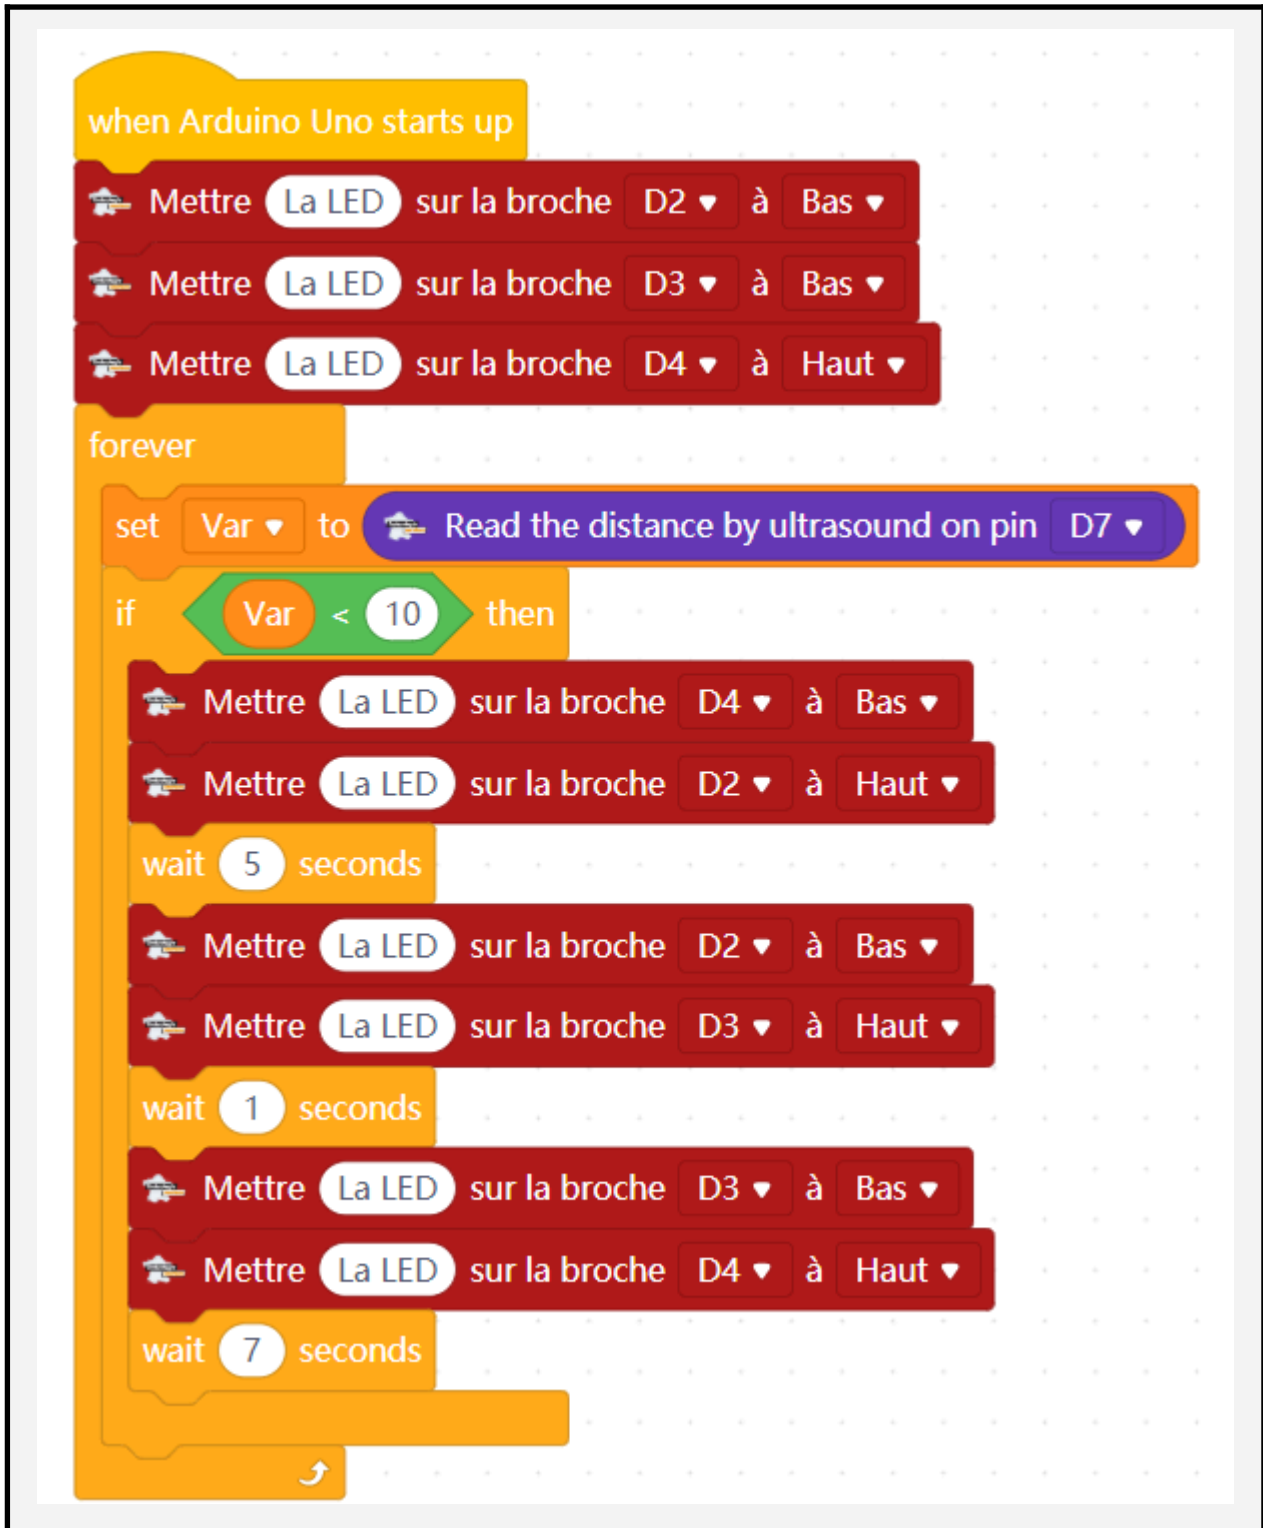 when Arduino Uno starts up
Mettre La LED sur la broche D2 à Bas
Mettre La LED sur la broche D3 à Bas
Mettre La LED sur la broche D4 à Haut
forever
set Var to Read the distance by ultrasound on pin D7
if Var < 10 then
Mettre La LED sur la broche D4 à Bas
Mettre La LED sur la broche D2 à Haut
wait 5 seconds
Mettre La LED sur la broche D2 à Bas
Mettre La LED sur la broche D3 à Haut
wait 1 seconds
Mettre La LED sur la broche D3 à Bas
Mettre La LED sur la broche D4 à Haut
wait 7 seconds